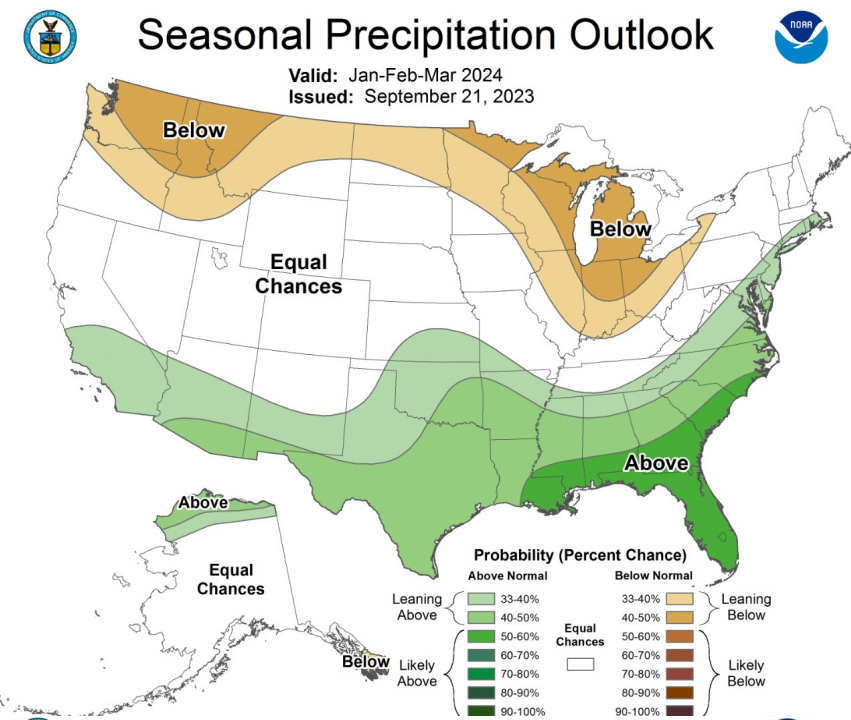 Seasonal Precipitation Outlook
NOAA
Valid: Jan-Feb-Mar 2024
Issued: September 21, 2023
Below
Below
Equal
Chances
Above
Above
Equal
Chances
Below
Probability (Percent Chance)
Above Normal
Below Normal
Leaning
Above
33-40%
40-50%
Likely
Above
50-60%
60-70%
70-80%
80-90%
90-100%
Equal
Chances
33-40%
40-50%
Leaning
Below
50-60%
60-70%
70-80%
80-90%
90-100%
Likely
Below